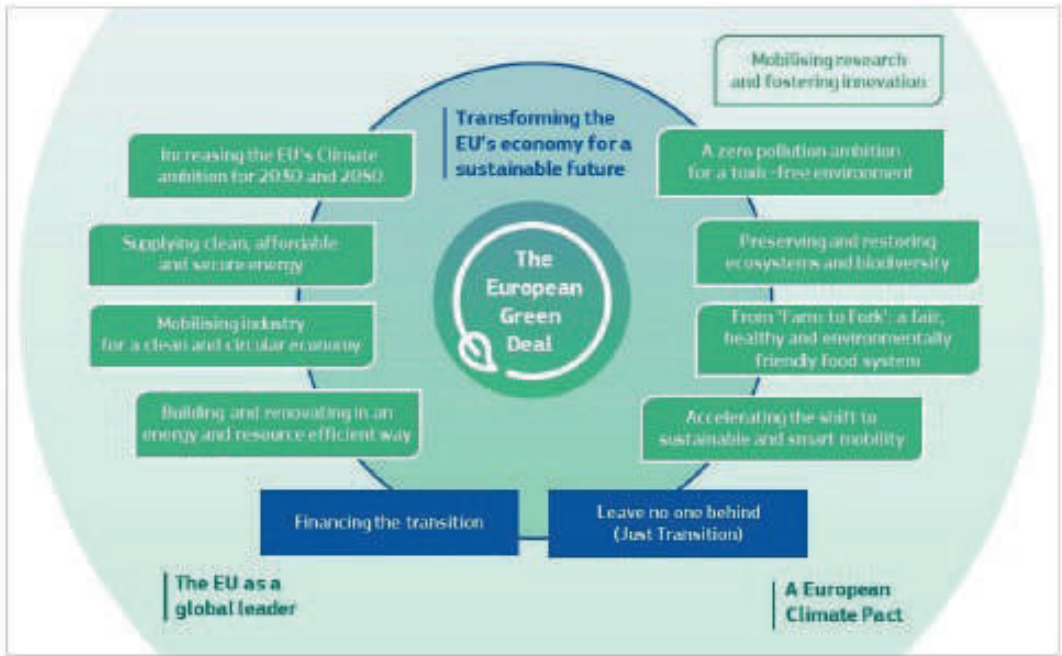 Mobilising research
and fostering innovation
Transforming the
EU's economy for a
sustainable future
Increasing the EU's Climate
ambition for 2030 and 2050
A zero pollution ambition
for a toxic-free environment
Supplying clean, affordable
and secure energy
Preserving and restoring
ecosystems and biodiversity
The
European
Green
Deal
Mobilising industry
for a clean and circular economy
From 'Farm to Fork': a fair,
healthy and environmentally
friendly food system
Building and renovating in an
energy and resource efficient way
Accelerating the shift to
sustainable and smart mobility
Financing the transition
Leave no one behind
(Just Transition)
The EU as a
global leader
A European
Climate Pact